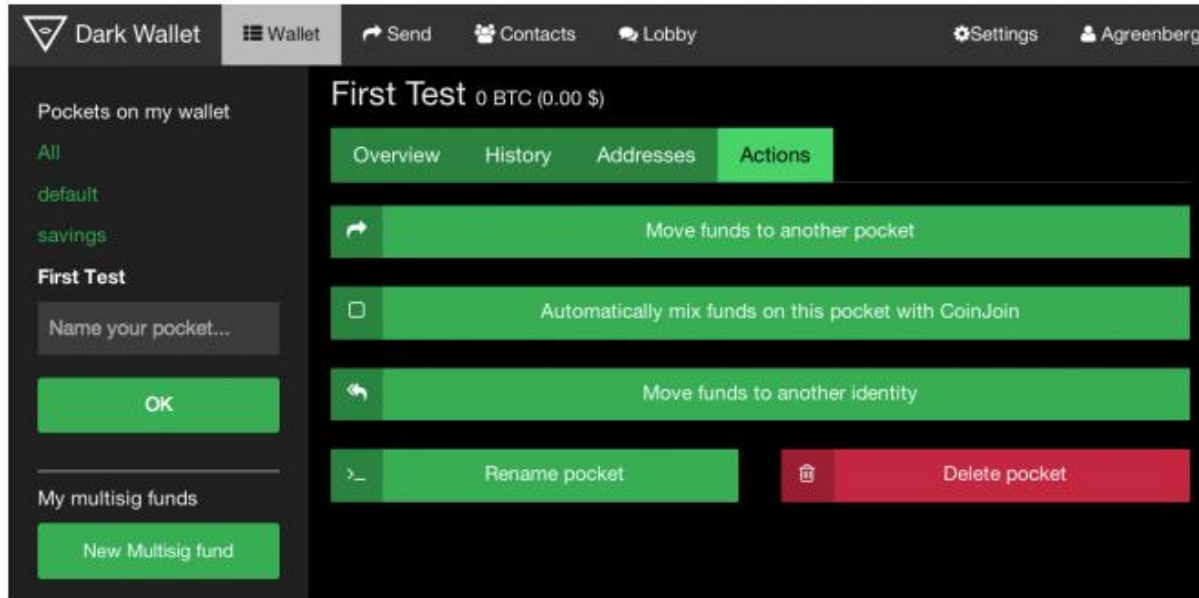 Dark Wallet Wallet Send Contacts Lobby Settings Agreenberg
Pockets on my wallet
All
default
savings
First Test
Name your pocket...
OK
My multisig funds
New Multisig fund
First Test 0 BTC (0.00 $)
Overview History Addresses Actions
Move funds to another pocket
Automatically mix funds on this pocket with CoinJoin
Move funds to another identity
Rename pocket Delete pocket